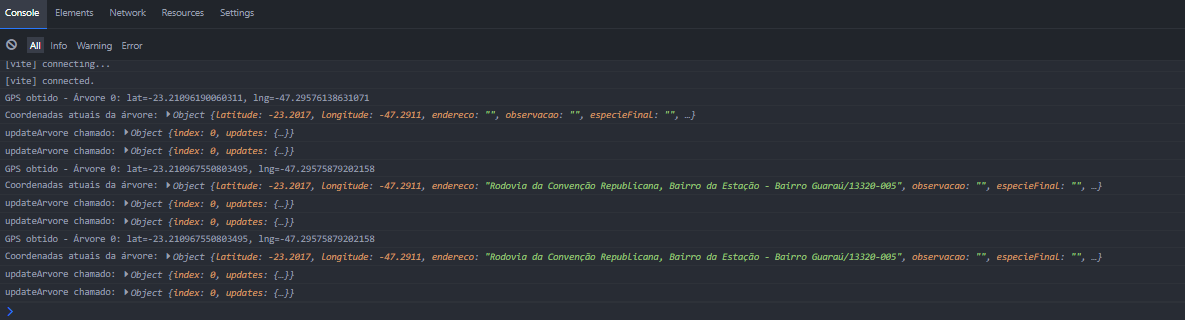 Console Elements Network Resources Settings
All Info Warning Error
[vite] connecting...
[vite] connected.
GPS obtido - Árvore 0: lat=-23.21096190060311, lng=-47.29576138631071
Coordenadas atuais da árvore: ▶Object {latitude: -23.2017, longitude: -47.2911, endereco: "", observacao: "", especieFinal: "", …}
updateArvore chamado: ▶Object {index: 0, updates: {…}}
updateArvore chamado: ▶Object {index: 0, updates: {…}}
GPS obtido - Árvore 0: lat=-23.210967550803495, lng=-47.29575879202158
Coordenadas atuais da árvore: ▶Object {latitude: -23.2017, longitude: -47.2911, endereco: "Rodovia da Convenção Republicana, Bairro da Estação - Bairro Guaraú/13320-005", observacao: "", especieFinal: "", …}
updateArvore chamado: ▶Object {index: 0, updates: {…}}
updateArvore chamado: ▶Object {index: 0, updates: {…}}
GPS obtido - Árvore 0: lat=-23.210967550803495, lng=-47.29575879202158
Coordenadas atuais da árvore: ▶Object {latitude: -23.2017, longitude: -47.2911, endereco: "Rodovia da Convenção Republicana, Bairro da Estação - Bairro Guaraú/13320-005", observacao: "", especieFinal: "", …}
updateArvore chamado: ▶Object {index: 0, updates: {…}}
updateArvore chamado: ▶Object {index: 0, updates: {…}}